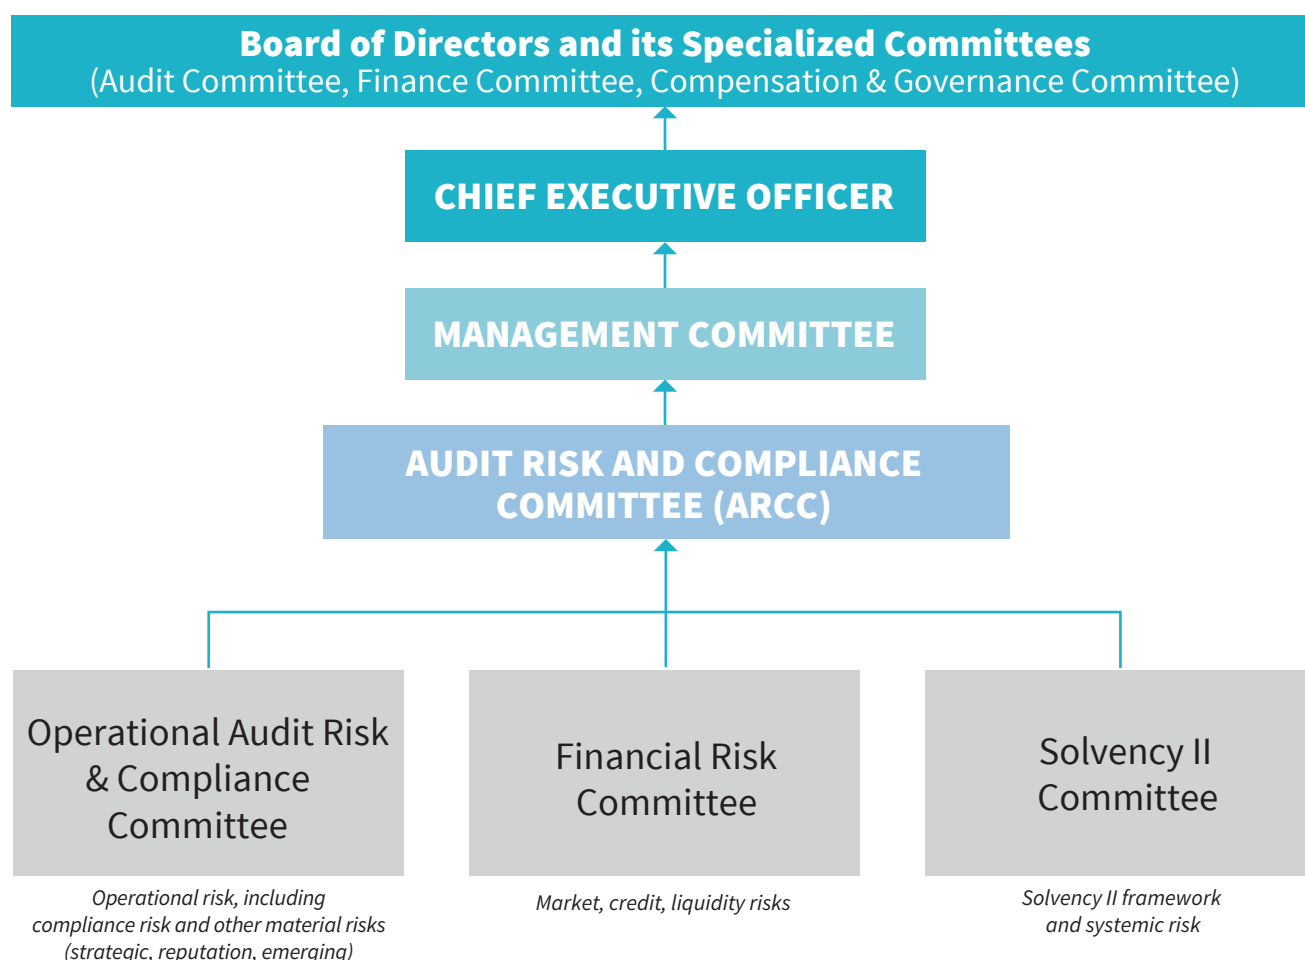 Board of Directors and its Specialized Committees
(Audit Committee, Finance Committee, Compensation & Governance Committee)
CHIEF EXECUTIVE OFFICER
MANAGEMENT COMMITTEE
AUDIT RISK AND COMPLIANCE
COMMITTEE (ARCC)
Operational Audit Risk
& Compliance
Committee
Financial Risk
Committee
Solvency II
Committee
Operational risk, including
compliance risk and other material risks
(strategic, reputation, emerging)
Market, credit, liquidity risks
Solvency II framework
and systemic risk